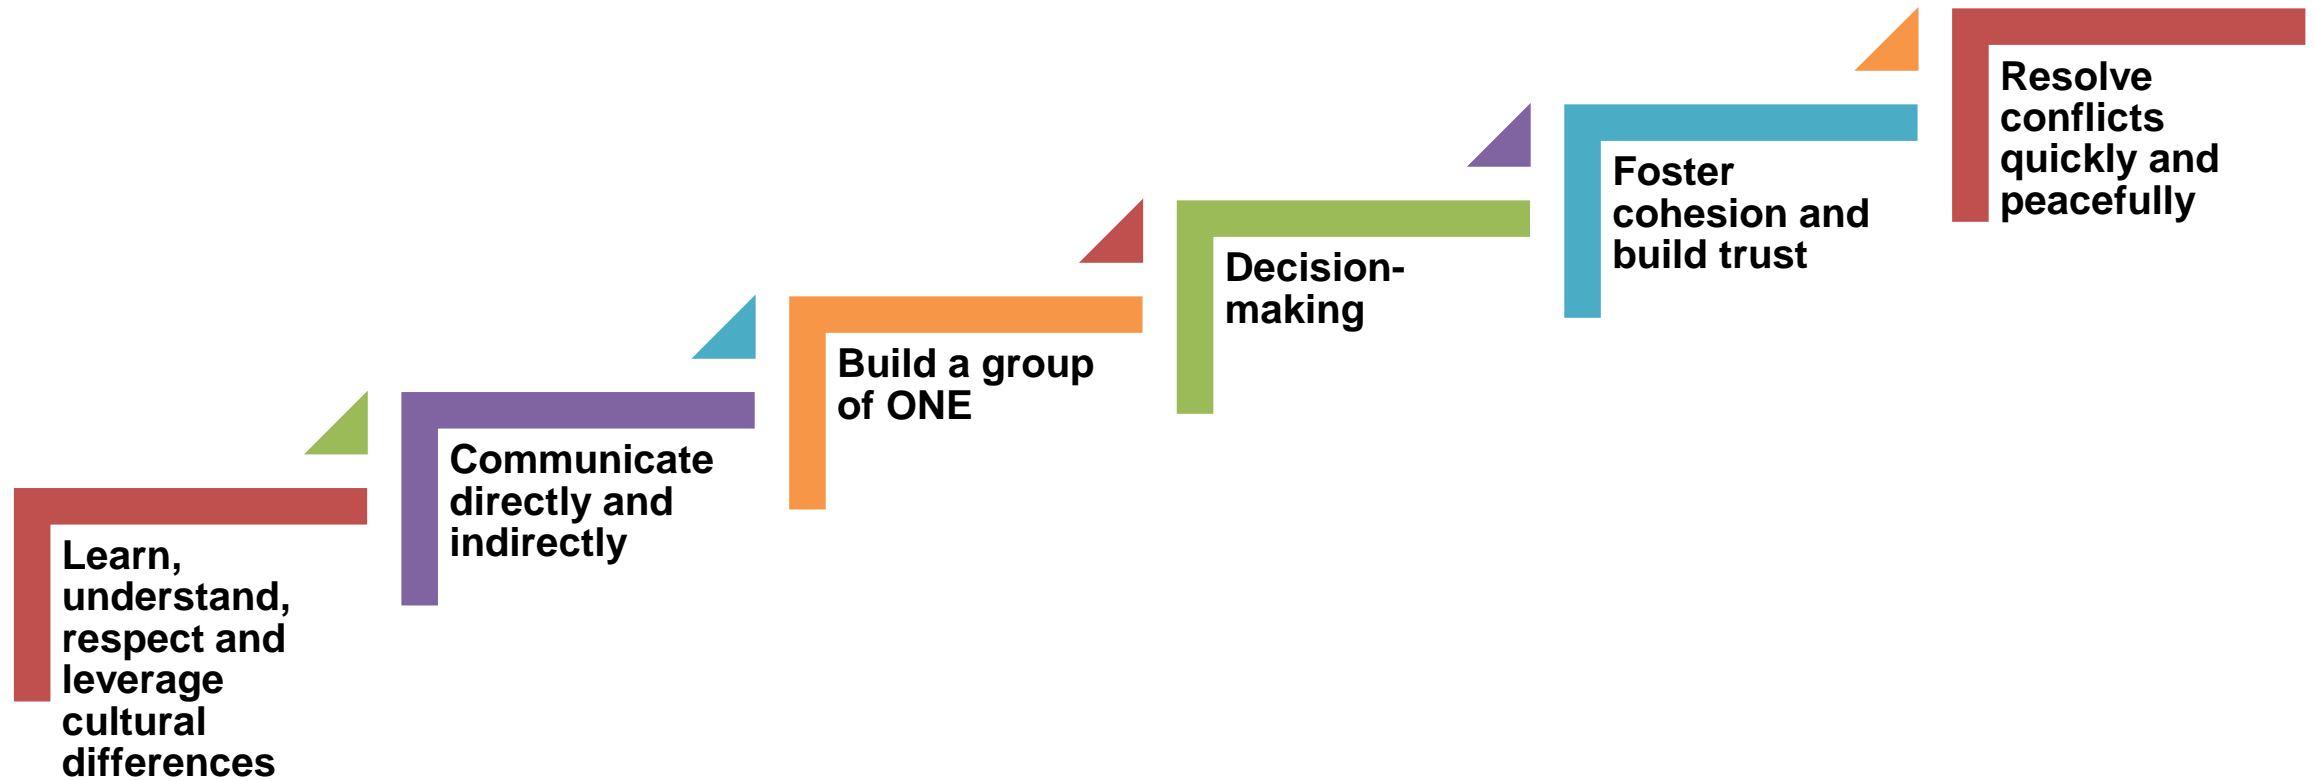 Learn,
understand,
respect and
leverage
cultural
differences
Communicate
directly and
indirectly
Build a group
of ONE
Decision-
making
Foster
cohesion and
build trust
Resolve
conflicts
quickly and
peacefully